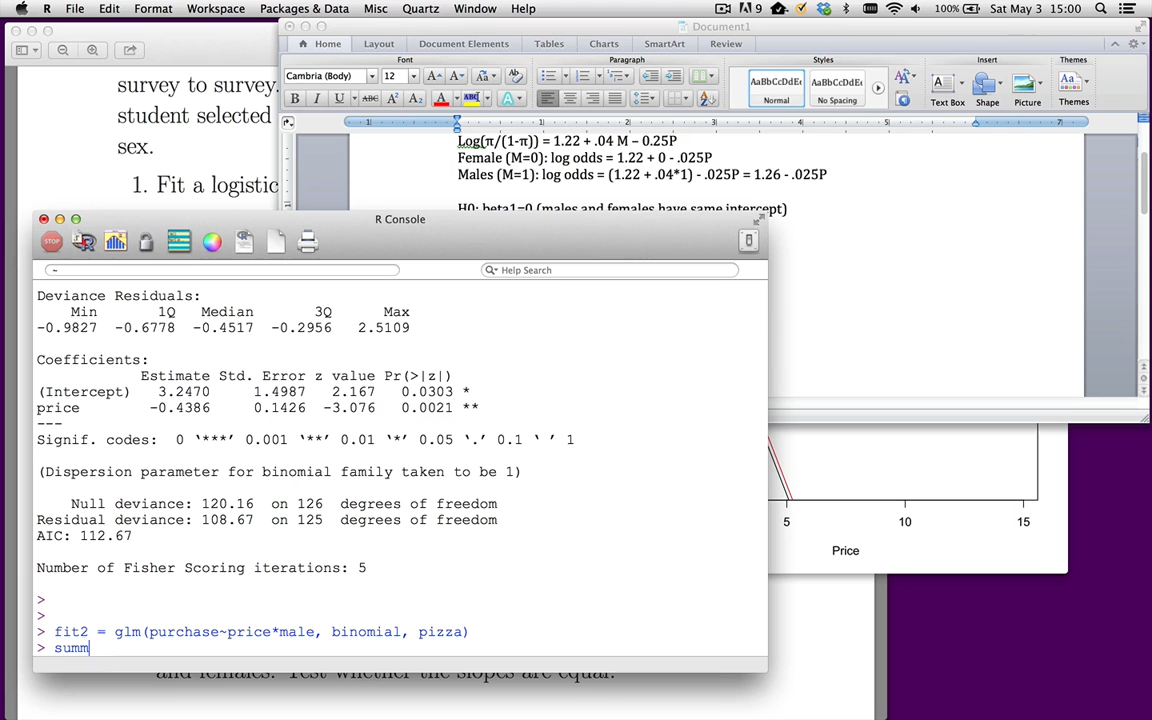 R File Edit Format Workspace Packages & Data Misc Quartz Window Help 9 100% Sat May 3 15:00
survey to survey.
student selected
sex.
1. Fit a logistic
Document1
Home Layout Document Elements Tables Charts SmartArt Review
Font Paragraph Styles Insert Themes
Cambria (Body) 12 A A Aa
AaBbCcDdEe AaBbCcDdEe
B I U ABC A² A₂ A ABC A
Normal No Spacing Text Box Shape Picture Themes
Log(π/(1-π)) = 1.22 + .04 M – 0.25P
Female (M=0): log odds = 1.22 + 0 - .025P
Males (M=1): log odds = (1.22 + .04*1) - .025P = 1.26 - .025P
H0: beta1=0 (males and females have same intercept)
R Console
STOP
~ Help Search
Deviance Residuals:
Min 1Q Median 3Q Max
-0.9827 -0.6778 -0.4517 -0.2956 2.5109
Coefficients:
Estimate Std. Error z value Pr(>|z|)
(Intercept) 3.2470 1.4987 2.167 0.0303 *
price -0.4386 0.1426 -3.076 0.0021 **
---
Signif. codes: 0 ‘***’ 0.001 ‘**’ 0.01 ‘*’ 0.05 ‘.’ 0.1 ‘ ’ 1
(Dispersion parameter for binomial family taken to be 1)
Null deviance: 120.16 on 126 degrees of freedom
Residual deviance: 108.67 on 125 degrees of freedom
AIC: 112.67
Number of Fisher Scoring iterations: 5
>
>
> fit2 = glm(purchase~price*male, binomial, pizza)
> summ
5 10 15
Price
and females. Test whether the slopes are equal.